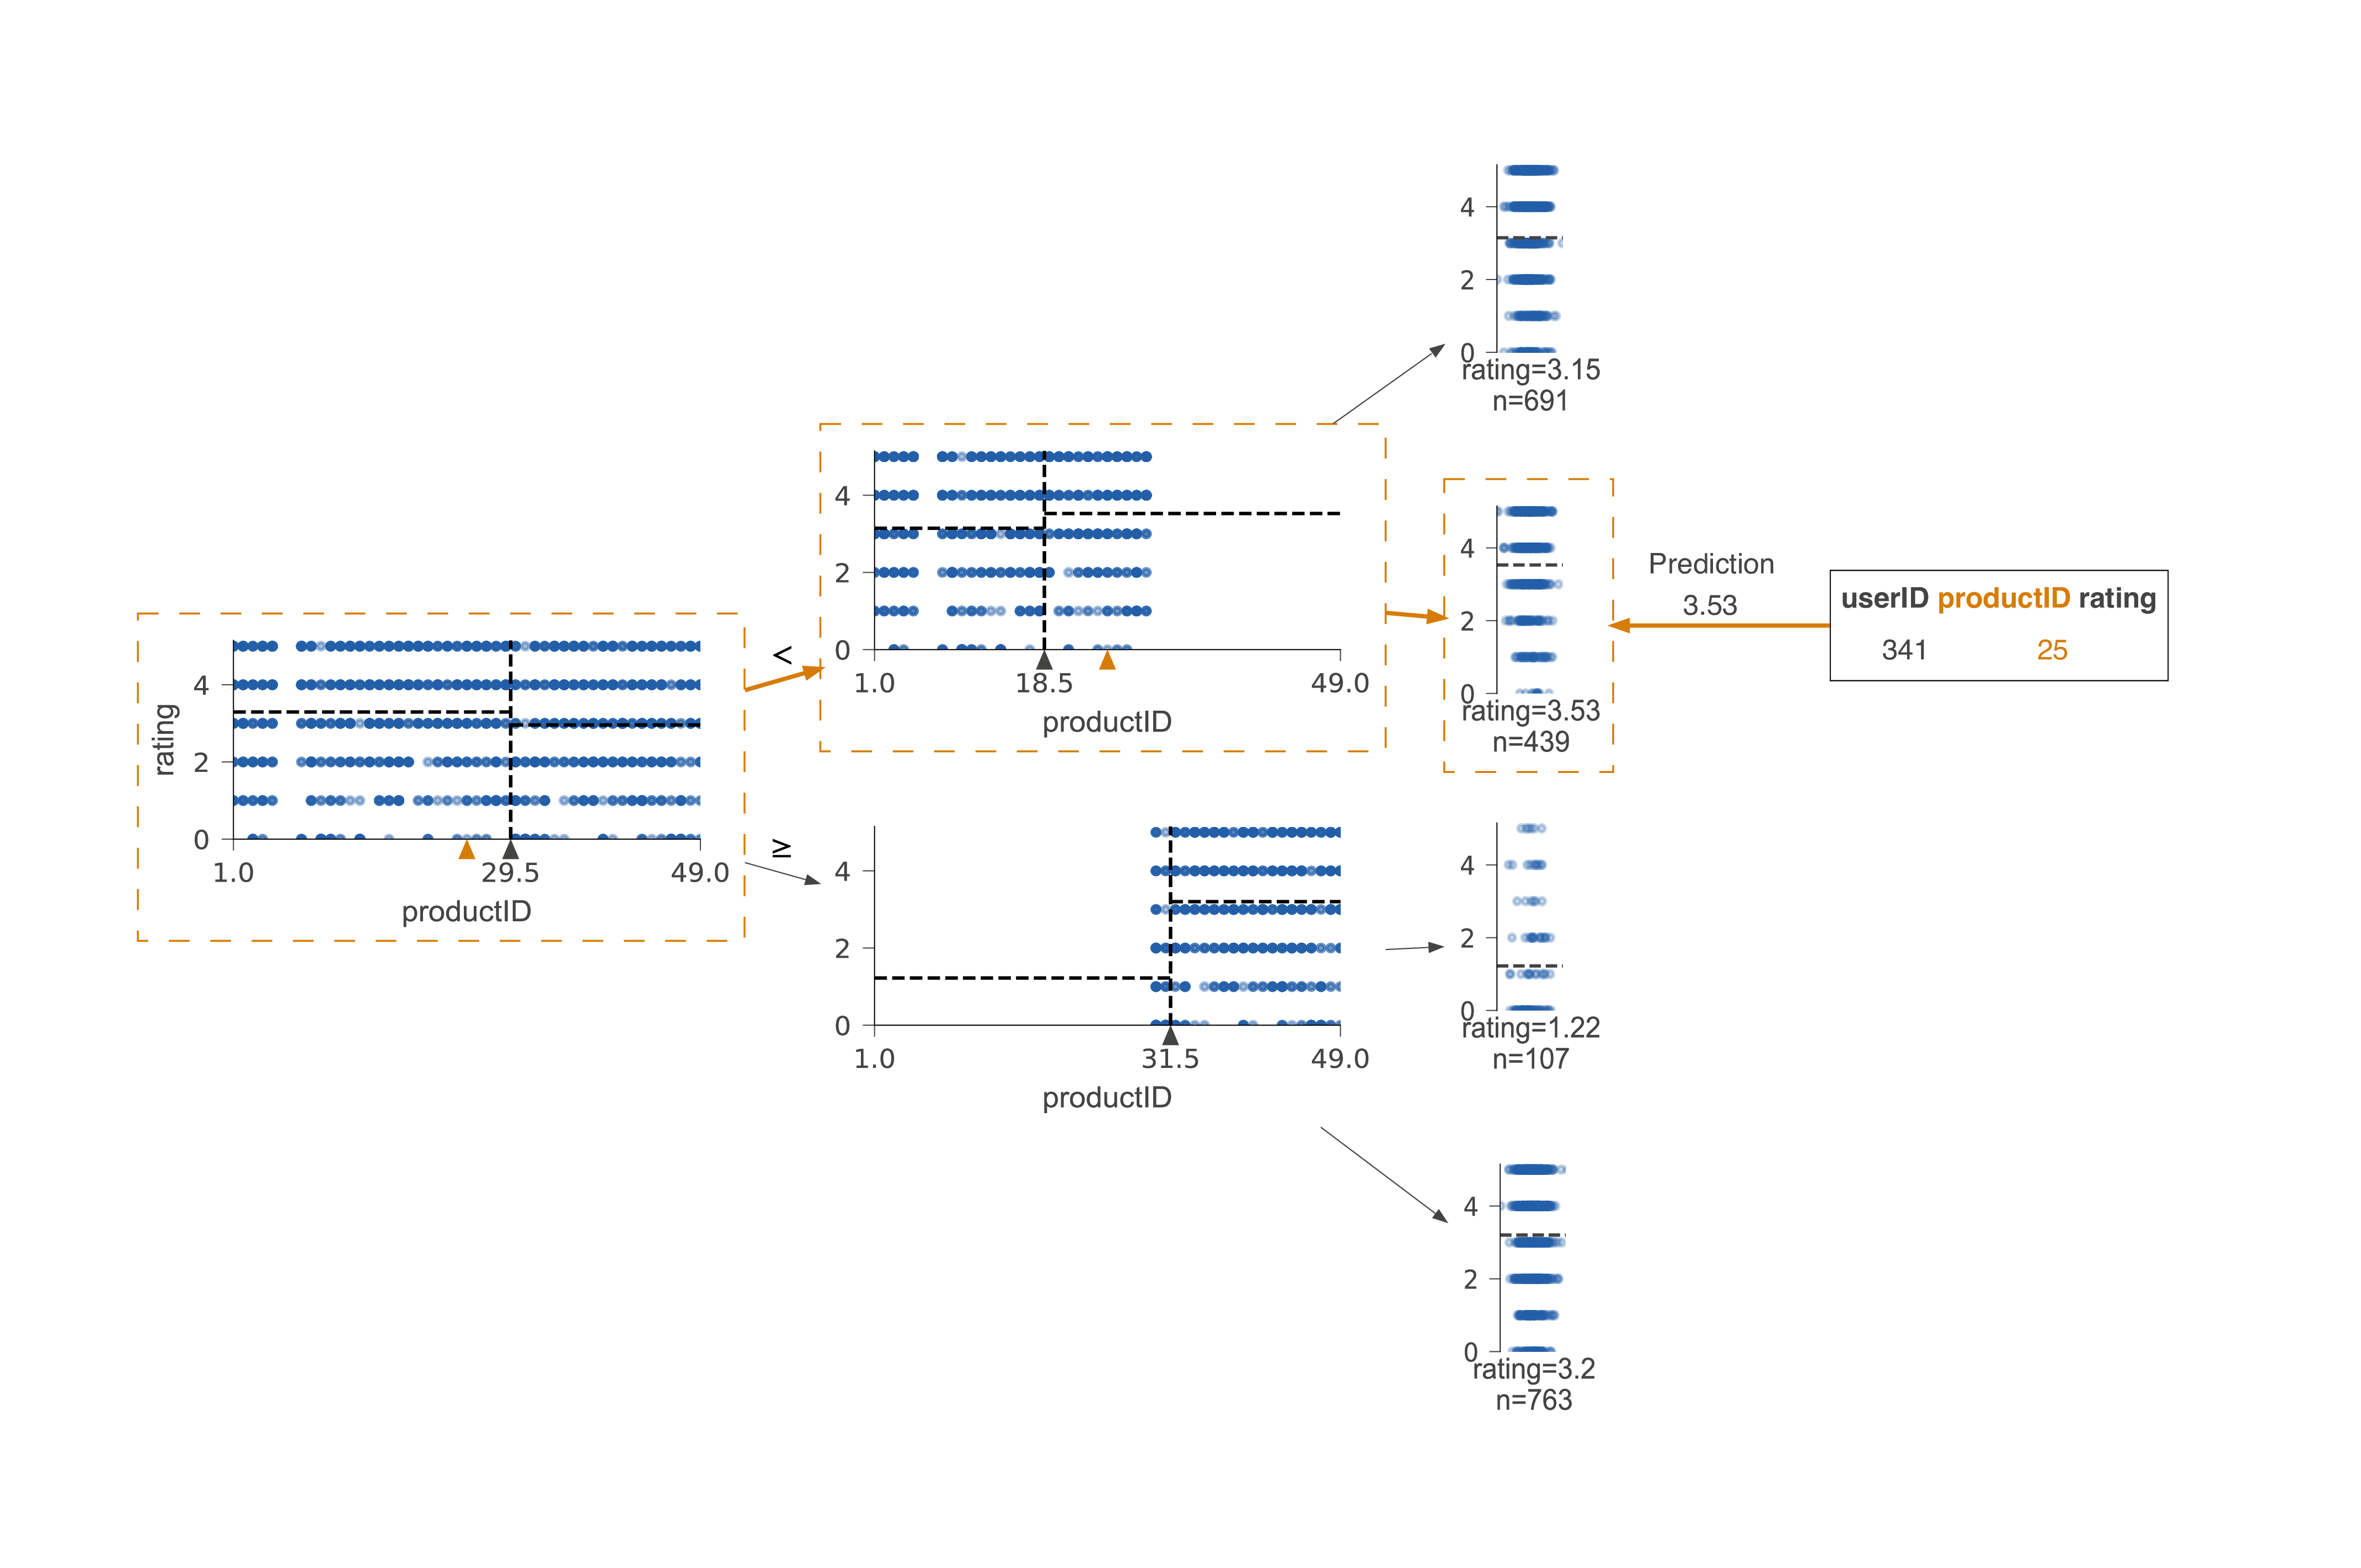 4
2
0
rating=3.15
n=691
4
2
0
1.0
18.5
49.0
productID
4
2
0
rating=3.53
n=439
Prediction
3.53
userID productID rating
341 25
rating
4
2
0
1.0
29.5
49.0
productID
<
≥
4
2
0
1.0
31.5
49.0
productID
4
2
0
rating=1.22
n=107
4
2
0
rating=3.2
n=763